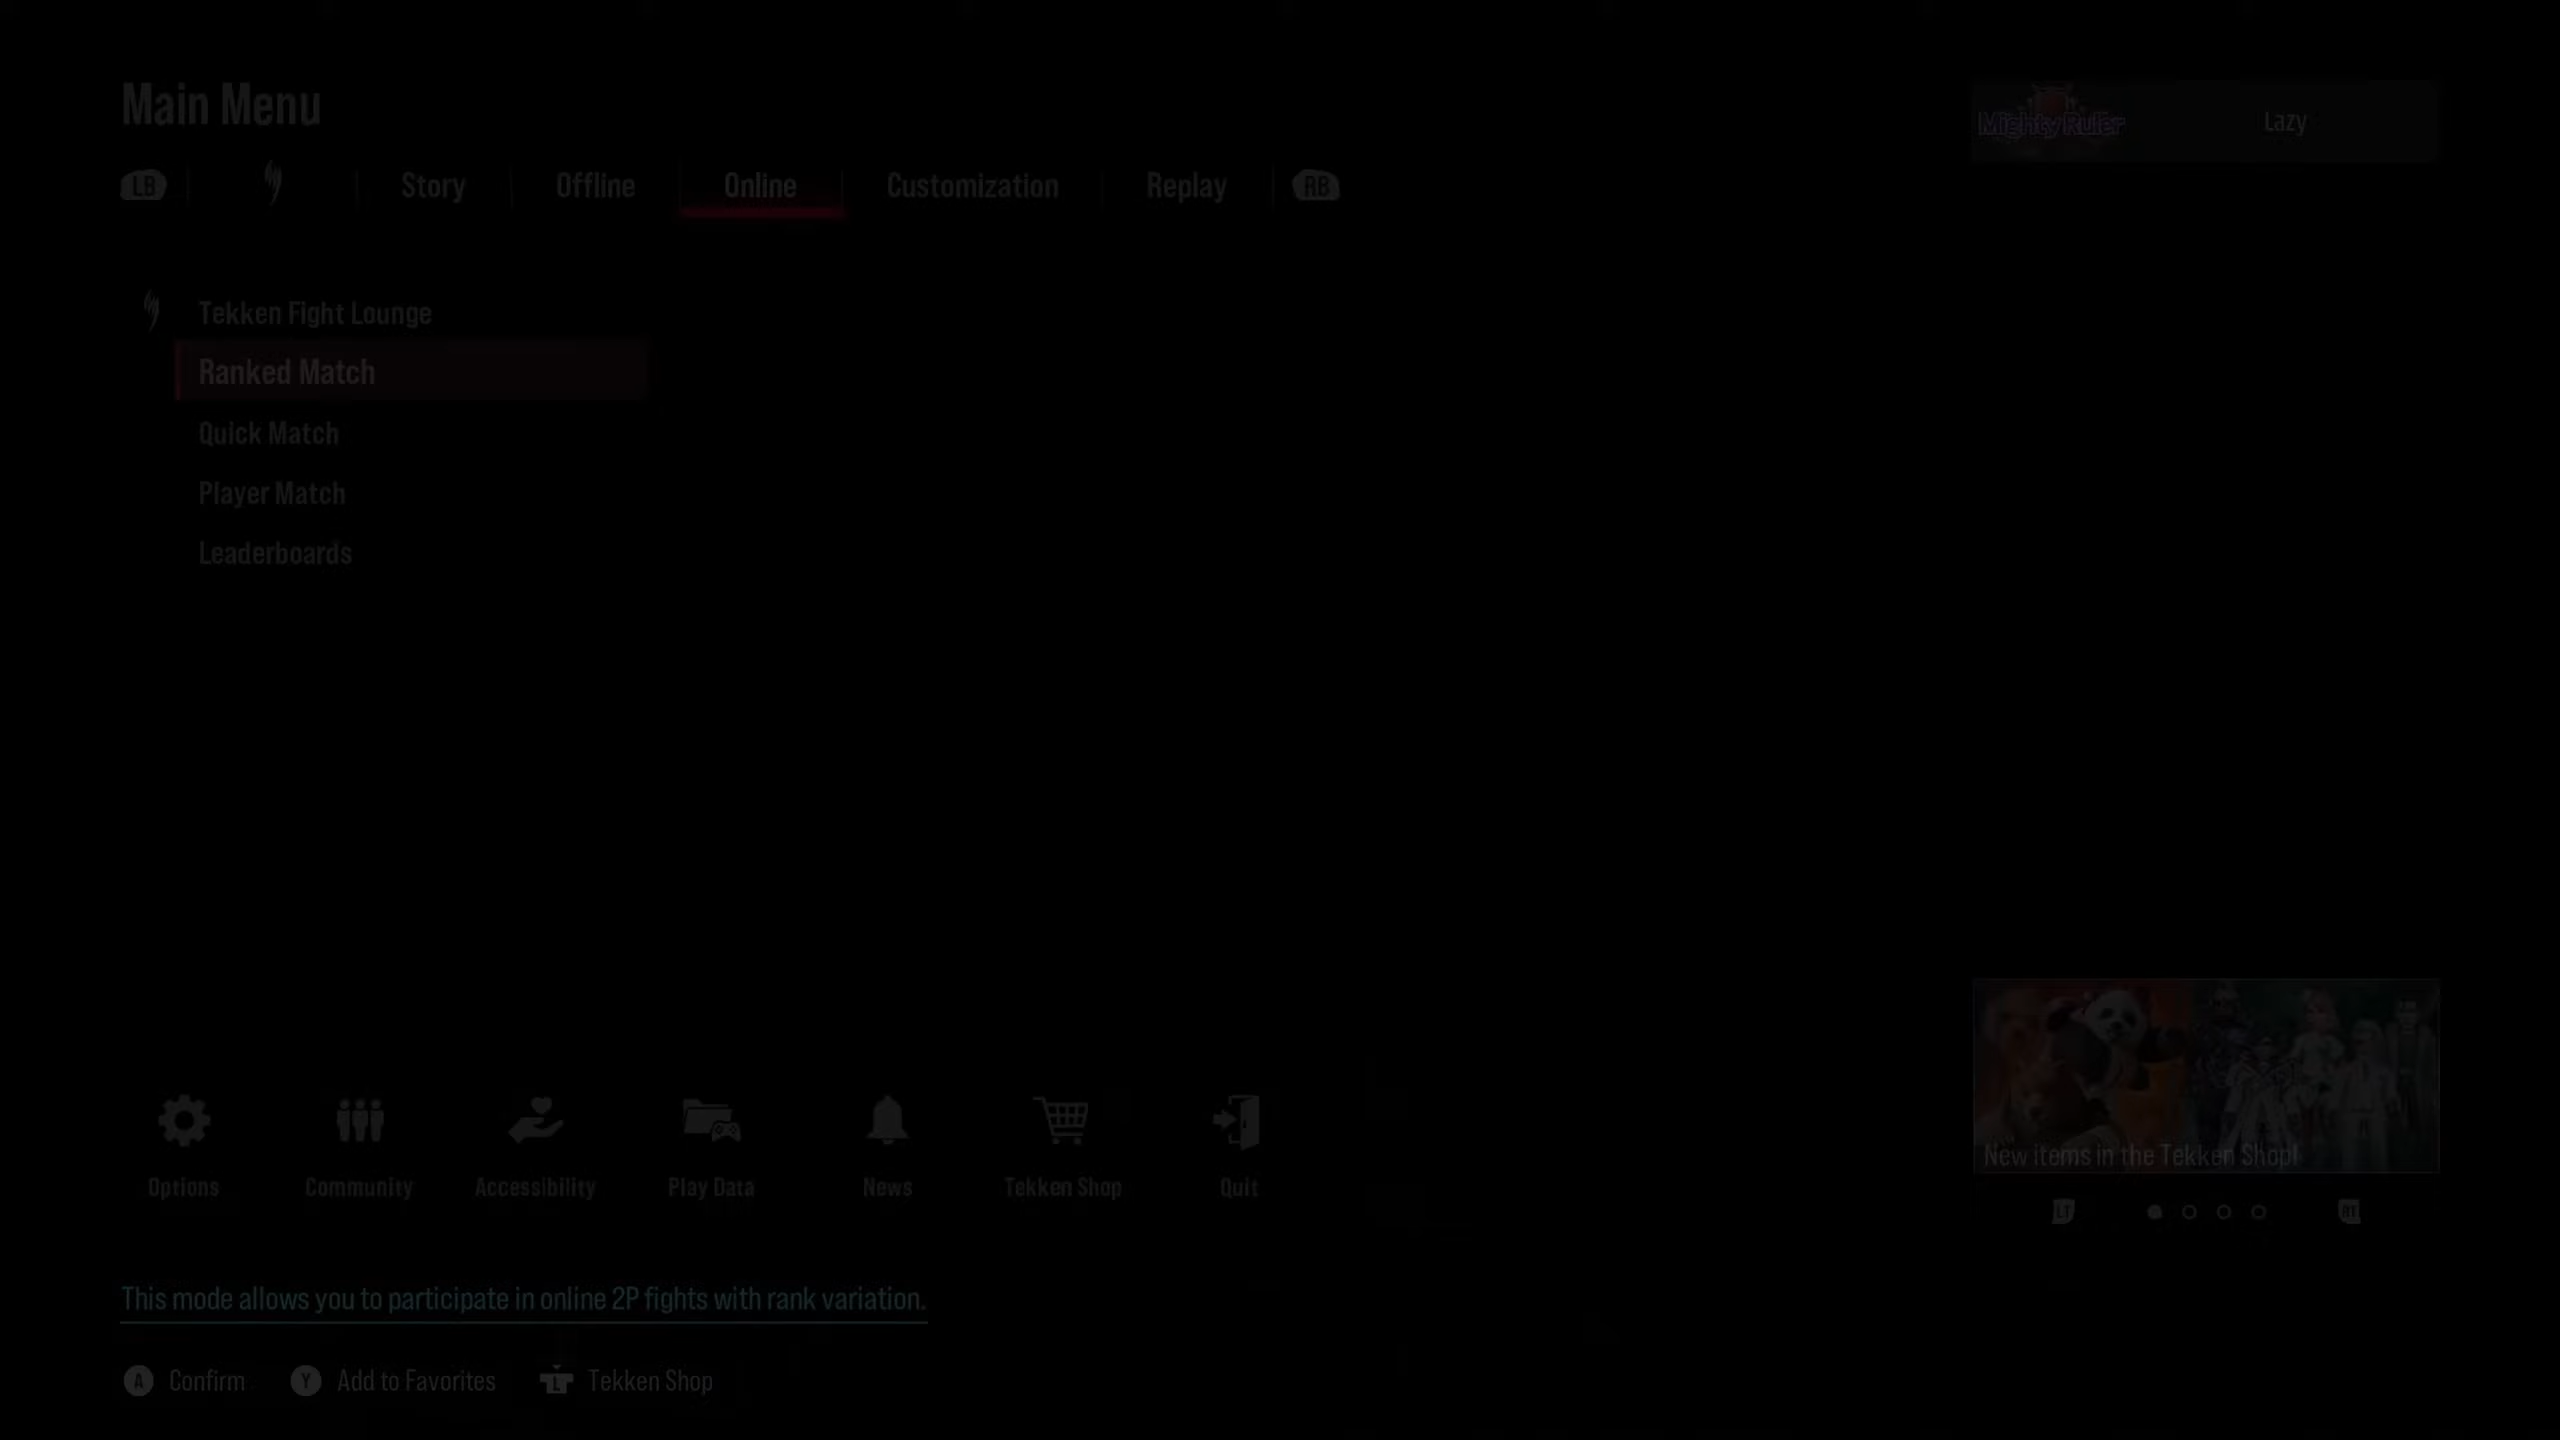 Main Menu
Mighty Ruler
Lazy
LB
Story
Offline
Online
Customization
Replay
RB
Tekken Fight Lounge
Ranked Match
Quick Match
Player Match
Leaderboards
New items in the Tekken Shop!
LT
RT
Options
Community
Accessibility
Play Data
News
Tekken Shop
Quit
This mode allows you to participate in online 2P fights with rank variation.
A Confirm Y Add to Favorites L Tekken Shop